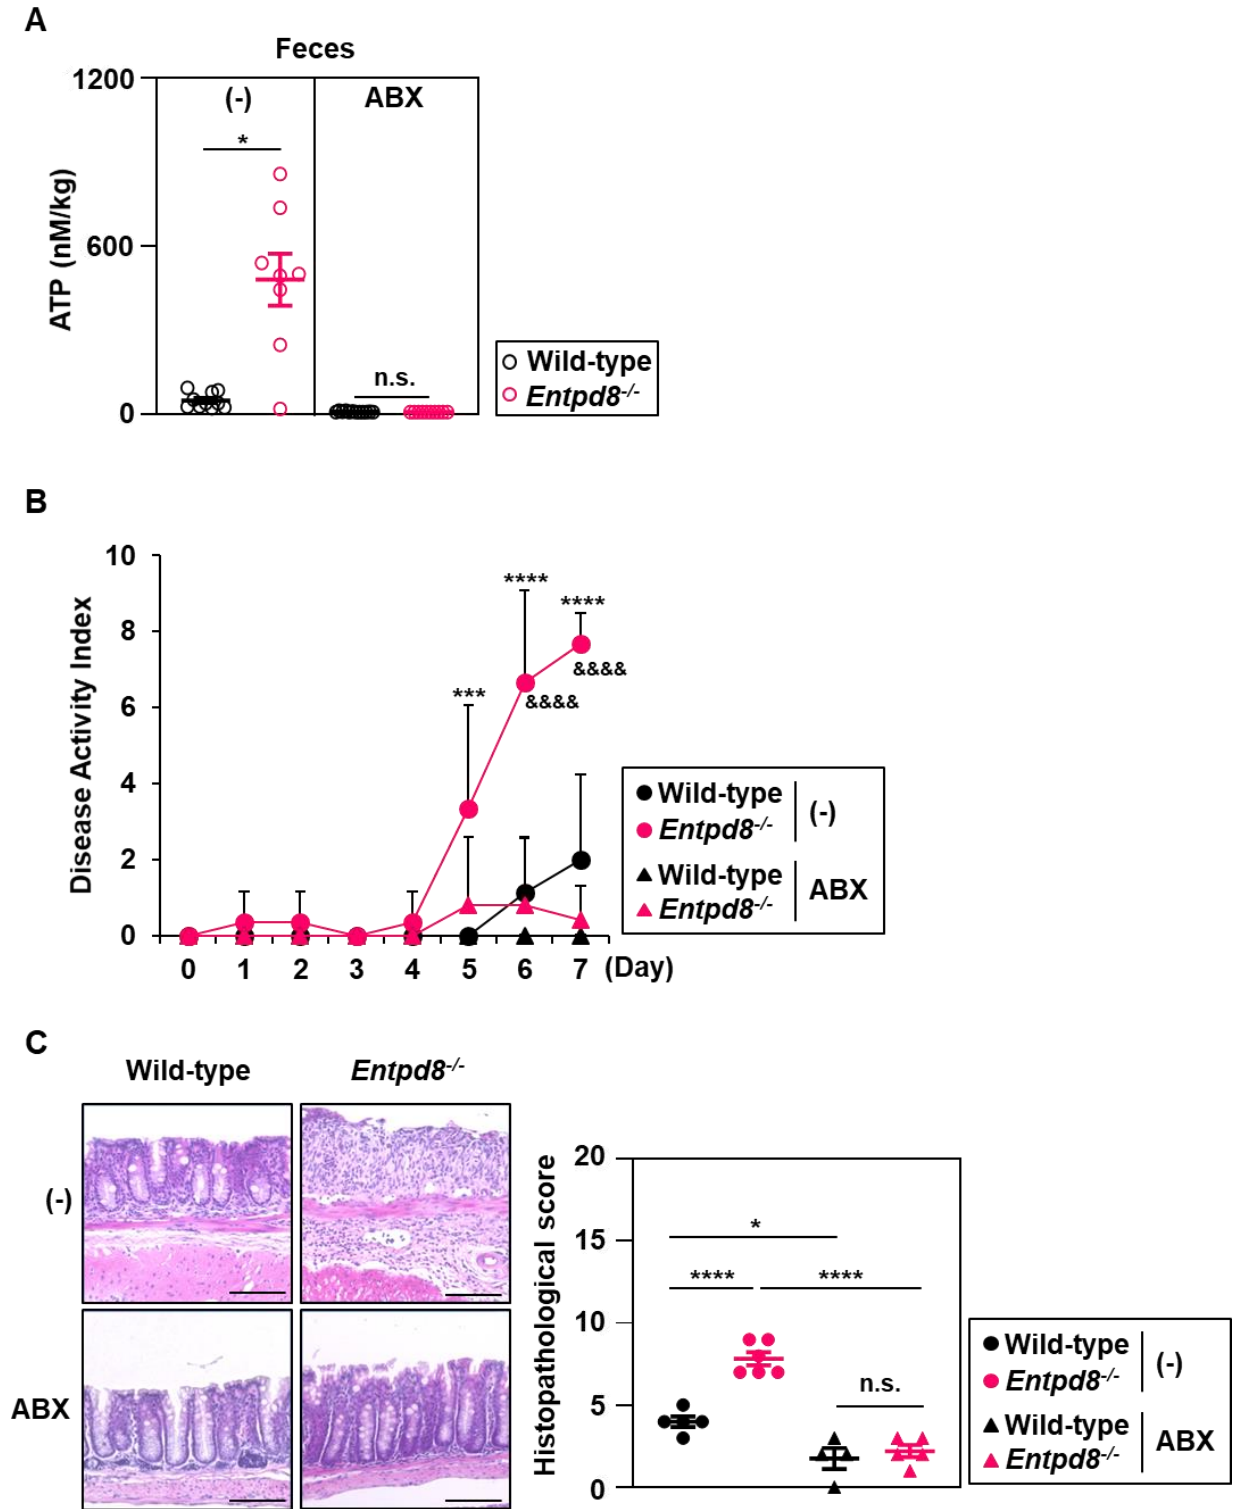 A
Feces
1200
(-)
ABX
*
600
ATP (nM/kg)
n.s.
0
Wild-type
Entpd8-/-
B
10
8
6
4
2
0
Disease Activity Index
***
****
****
&&&&
&&&&
0 1 2 3 4 5 6 7 (Day)
Wild-type
Entpd8-/-
(-)
Wild-type
Entpd8-/-
ABX
C
Wild-type
Entpd8-/-
(-)
ABX
Histopathological score
20
15
10
5
0
*
****
****
n.s.
Wild-type
Entpd8-/-
(-)
Wild-type
Entpd8-/-
ABX